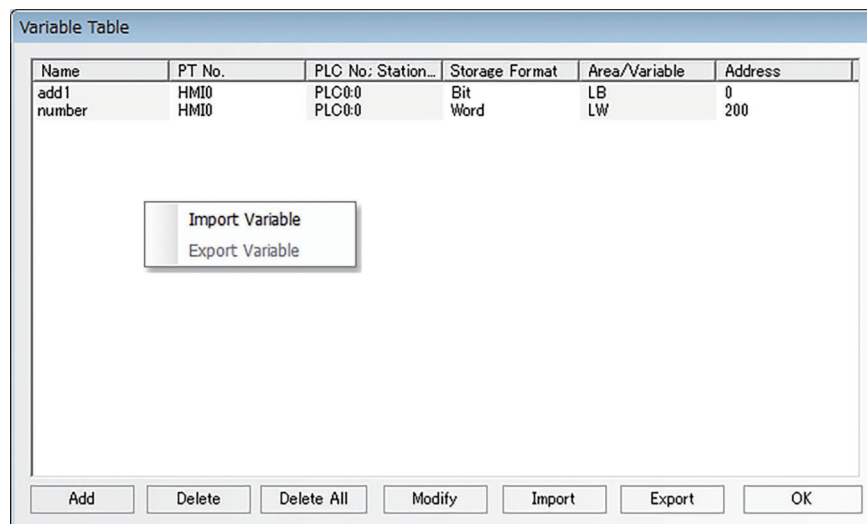 Variable Table
Name PT No. PLC No; Station... Storage Format Area/Variable Address
add1 HMI0 PLC0:0 Bit LB 0
number HMI0 PLC0:0 Word LW 200
Import Variable
Export Variable
Add Delete Delete All Modify Import Export OK